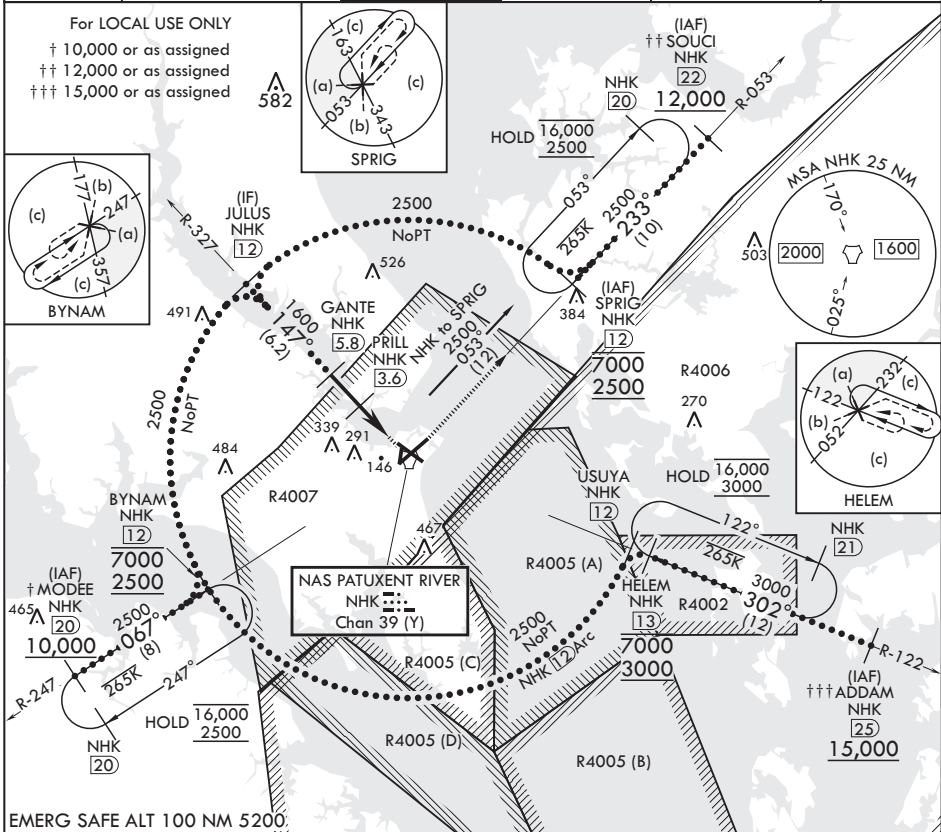 For LOCAL USE ONLY
† 10,000 or as assigned
†† 12,000 or as assigned
††† 15,000 or as assigned
582
(c)
163
(a)
(c)
053
343
(b)
SPRIG
(IAF)
†† SOUCI
NHK
22
12,000
R-053
NHK
20
HOLD
16,000
2500
053°
2500
233°
(10)
265K
MSA NHK 25 NM
170°
2000
1600
025°
503
177
(b)
(c)
247
(a)
357
(c)
BYNAM
R-327
(IF)
JULUS
NHK
12
2500
NoPT
526
384
(IAF)
SPRIG
NHK
12
7000
2500
491
1600
147°
(6.2)
GANTE
NHK
5.8
PRILL
NHK
3.6
NHK to SPRIG
2500
053°
(12)
R4006
270
(a)
232
(c)
122
(b)
052
(c)
HELEM
2500
NoPT
339
291
146
484
R4007
467
USUYA
NHK
12
HOLD
16,000
3000
122°
NHK
21
265K
BYNAM
NHK
12
7000
2500
NAS PATUXENT RIVER
NHK
Chan 39 (Y)
R4005 (A)
HELEM
NHK
13
7000
3000
3000
302°
(12)
R4002
(IAF)
† MODEE
NHK
20
10,000
465
2500
067°
(8)
265K
247°
R-247
NHK
20
HOLD
16,000
2500
R4005 (C)
2500
NoPT
NHK 12 Arc
R-122
(IAF)
††† ADDAM
NHK
25
15,000
R4005 (D)
R4005 (B)
EMERG SAFE ALT 100 NM 5200